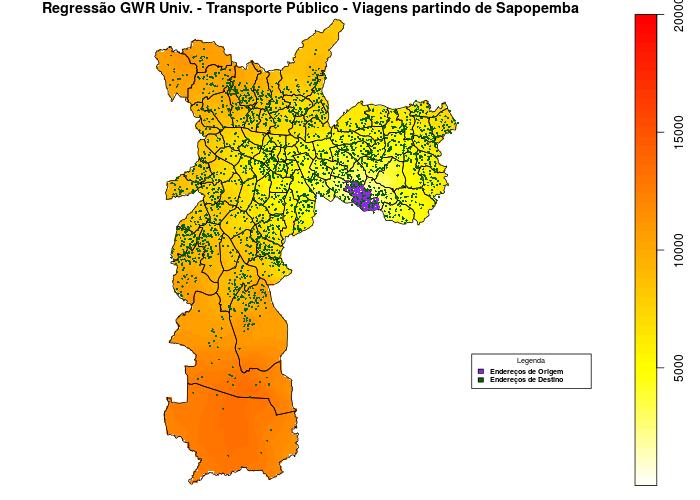 Regressão GWR Univ. - Transporte Público - Viagens partindo de Sapopemba
20000
15000
10000
5000
Legenda
Endereços de Origem
Endereços de Destino